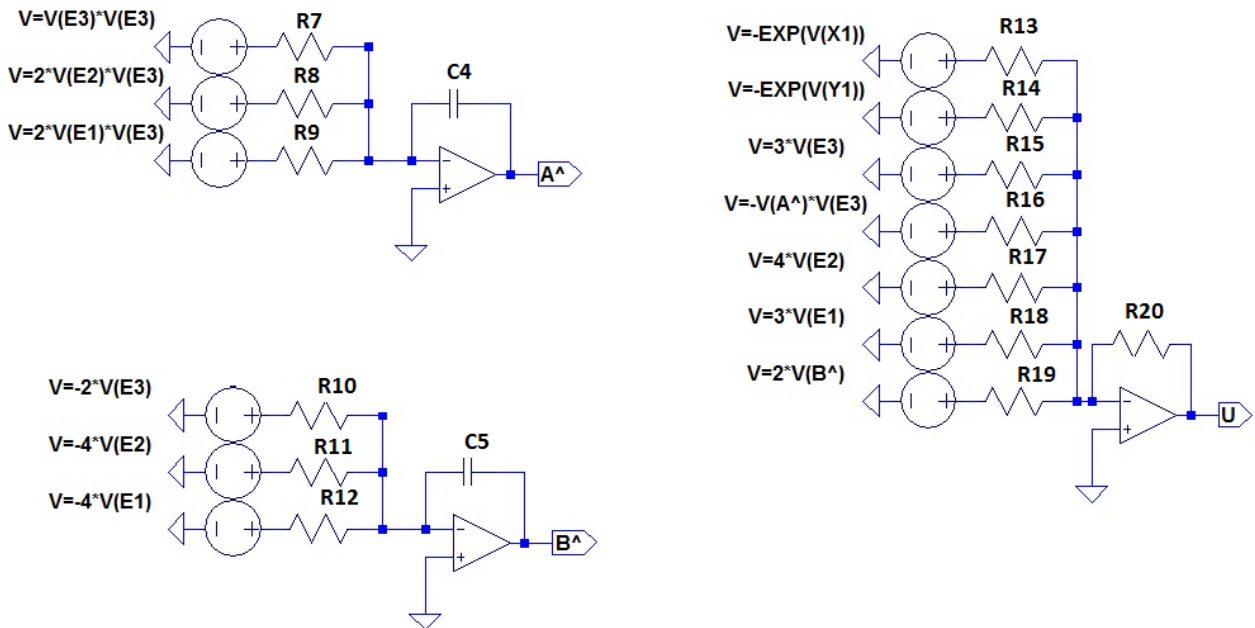 V=V(E3)*V(E3)
R7
V=2*V(E2)*V(E3)
R8
V=2*V(E1)*V(E3)
R9
C4
A^
V=-2*V(E3)
R10
V=-4*V(E2)
R11
V=-4*V(E1)
R12
C5
B^
V=-EXP(V(X1))
R13
V=-EXP(V(Y1))
R14
V=3*V(E3)
R15
V=-V(A^)*V(E3)
R16
V=4*V(E2)
R17
V=3*V(E1)
R18
V=2*V(B^)
R19
R20
U